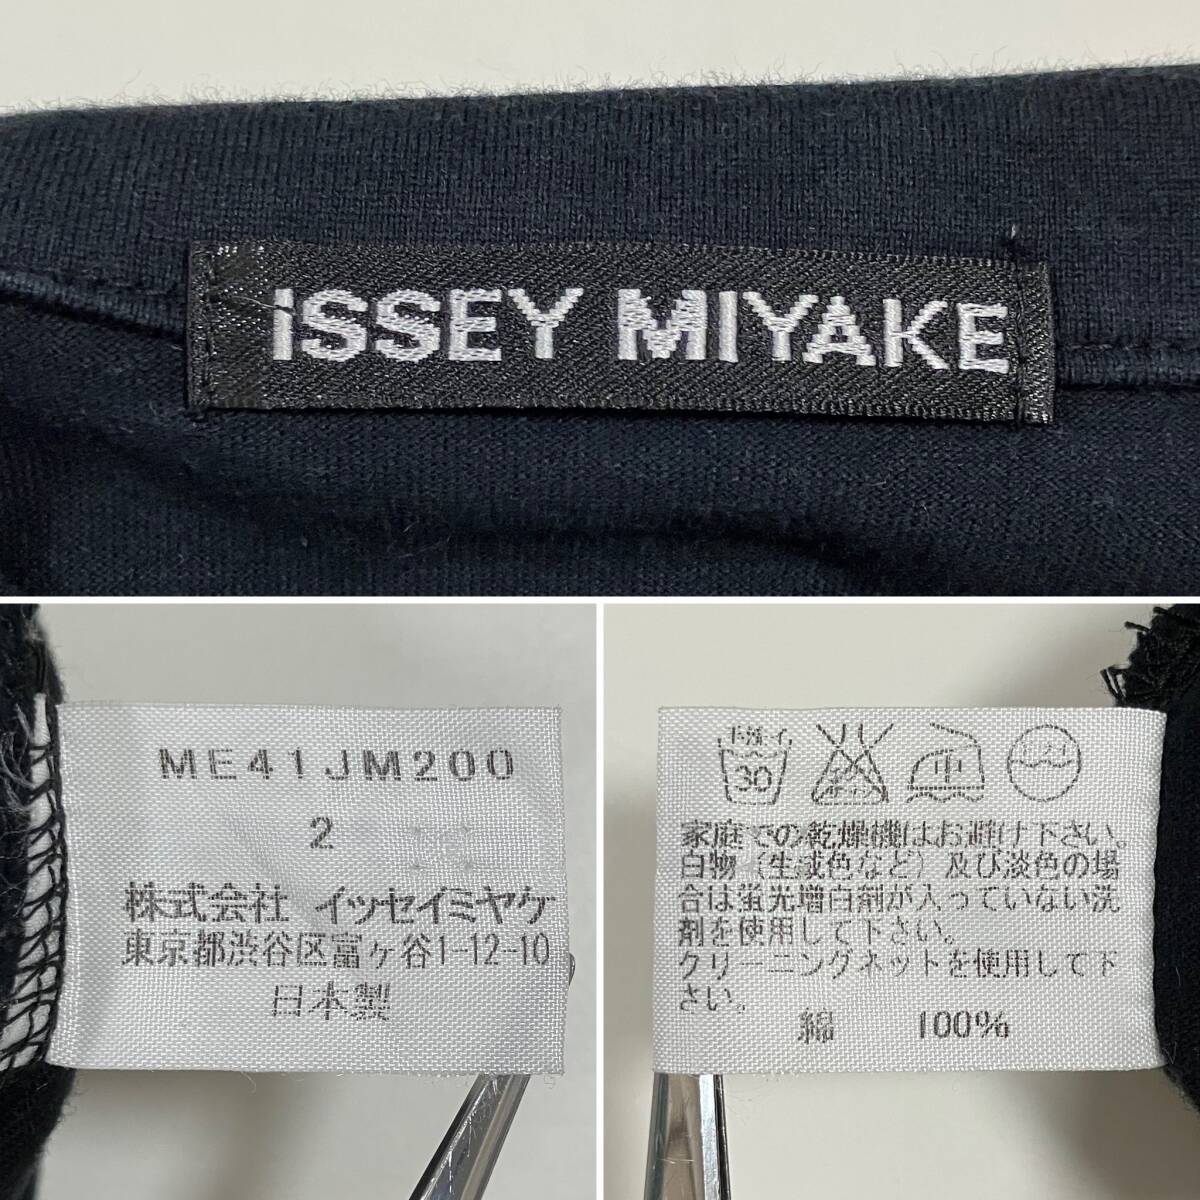 ISSEY MIYAKE
ME41JM200
2
株式会社 イッセイミヤケ
東京都渋谷区富ヶ谷1-12-10
日本製
手洗イ
30
エンソ
中
家庭での乾燥機はお避け下さい。
白物(生成色など)及び淡色の場
合は蛍光増白剤が入っていない洗
剤を使用して下さい。
クリーニングネットを使用して下
さい。
綿 100%